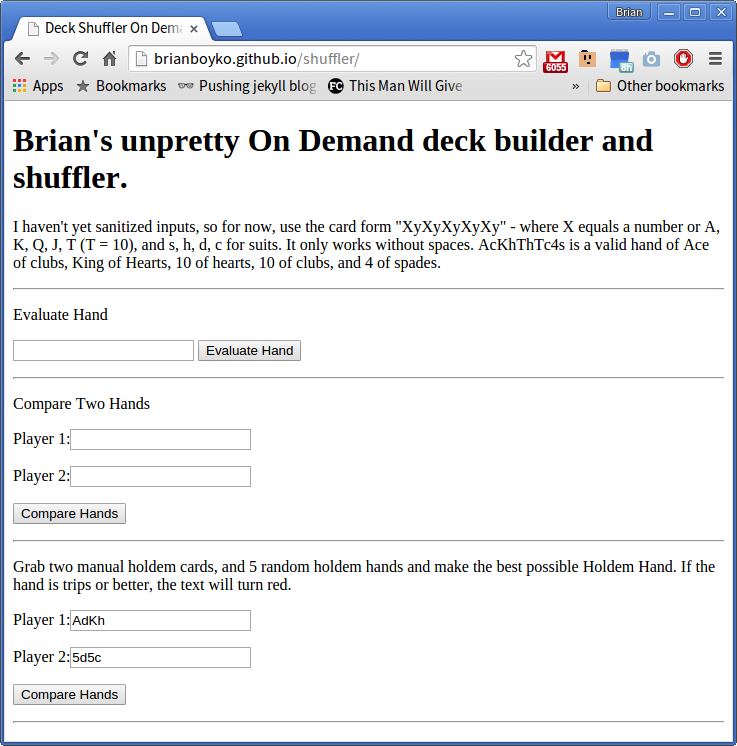 Brian
Deck Shuffler On Dema
brianboyko.github.io/shuffler/
6055
8h
Apps Bookmarks Pushing jekyll blog FC This Man Will Give » Other bookmarks
Brian's unpretty On Demand deck builder and
shuffler.
I haven't yet sanitized inputs, so for now, use the card form "XyXyXyXyXy" - where X equals a number or A,
K, Q, J, T (T = 10), and s, h, d, c for suits. It only works without spaces. AcKhThTc4s is a valid hand of Ace
of clubs, King of Hearts, 10 of hearts, 10 of clubs, and 4 of spades.
Evaluate Hand
Evaluate Hand
Compare Two Hands
Player 1:
Player 2:
Compare Hands
Grab two manual holdem cards, and 5 random holdem hands and make the best possible Holdem Hand. If the
hand is trips or better, the text will turn red.
Player 1:AdKh
Player 2:5d5c
Compare Hands